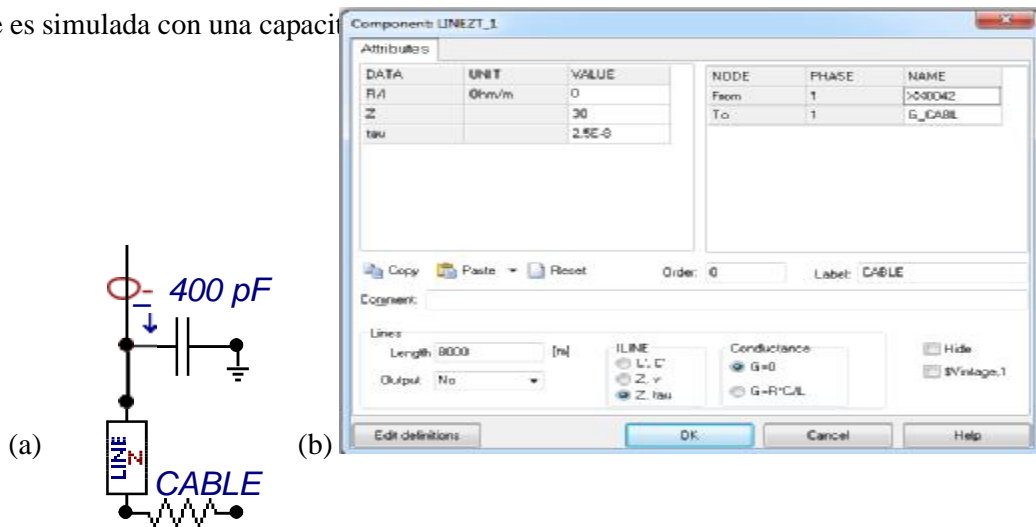 e es simulada con una capacit
Component: LINEZT_1
Attributes
DATA UNIT VALUE
R/l Ohm/m 0
Z 30
tau 2.5E-8
NODE PHASE NAME
From 1
To 1 G_CABL
Copy Paste Reset Order: 0 Label: CABLE
Comment:
Lines
Length 8000 [m]
Output No
ILINE
L', C'
Z, v
Z, tau
Conductance
G=0
G=R*C/L
Hide
$Vintage,1
Edit definitions OK Cancel Help
400 pF
I
LINE
N
CABLE
(a) (b)